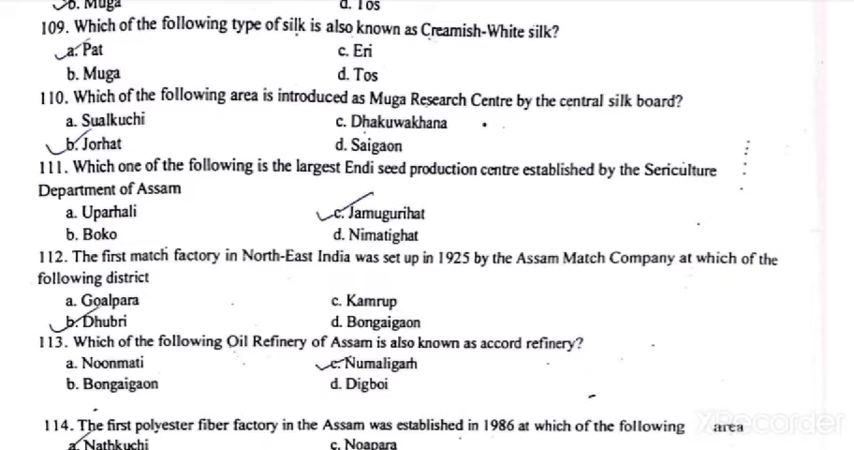 b. Muga d. Tos
109. Which of the following type of silk is also known as Creamish-White silk?
a. Pat c. Eri
b. Muga d. Tos
110. Which of the following area is introduced as Muga Research Centre by the central silk board?
a. Sualkuchi c. Dhakuwakhana
b. Jorhat d. Saigaon
111. Which one of the following is the largest Endi seed production centre established by the Sericulture
Department of Assam
a. Uparhali c. Jamugurihat
b. Boko d. Nimatighat
112. The first match factory in North-East India was set up in 1925 by the Assam Match Company at which of the
following district
a. Goalpara c. Kamrup
b. Dhubri d. Bongaigaon
113. Which of the following Oil Refinery of Assam is also known as accord refinery?
a. Noonmati c. Numaligarh
b. Bongaigaon d. Digboi
114. The first polyester fiber factory in the Assam was established in 1986 at which of the following area
a. Nathkuchi c. Noapara
XRecorder